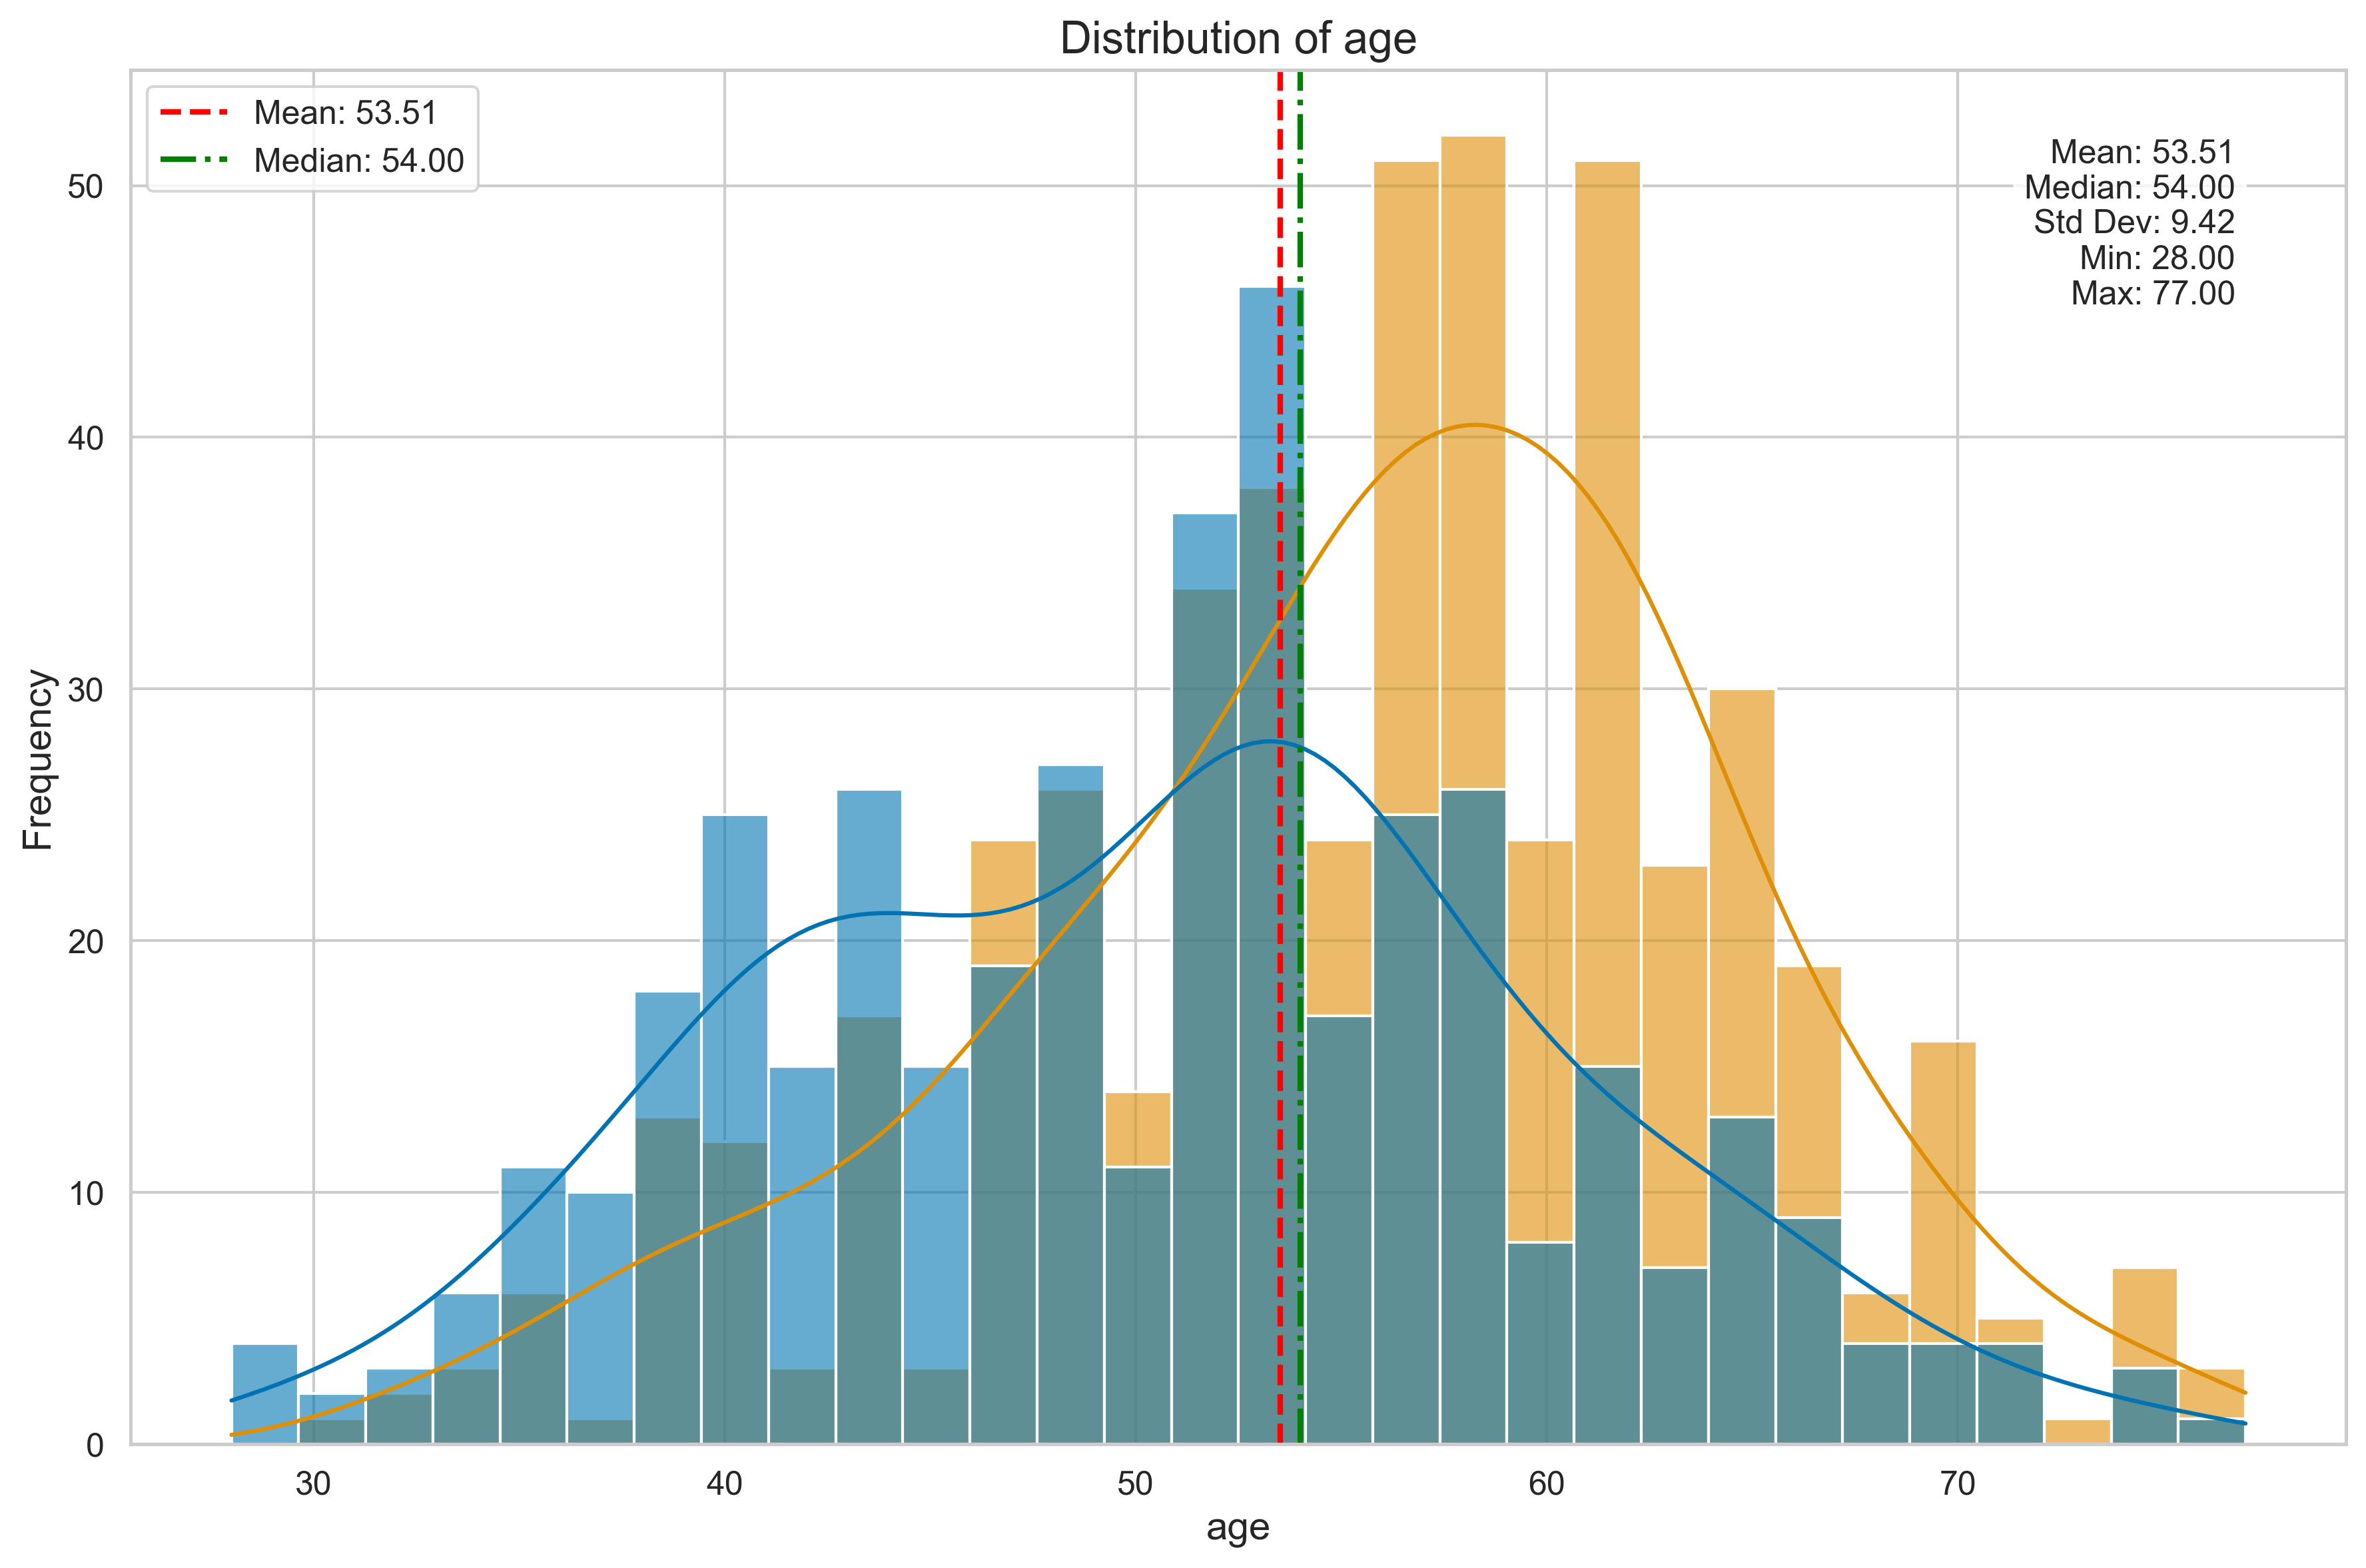 Distribution of age
Mean: 53.51
Median: 54.00
Mean: 53.51
Median: 54.00
Std Dev: 9.42
Min: 28.00
Max: 77.00
Frequency
50
40
30
20
10
0
30 40 50 60 70
age